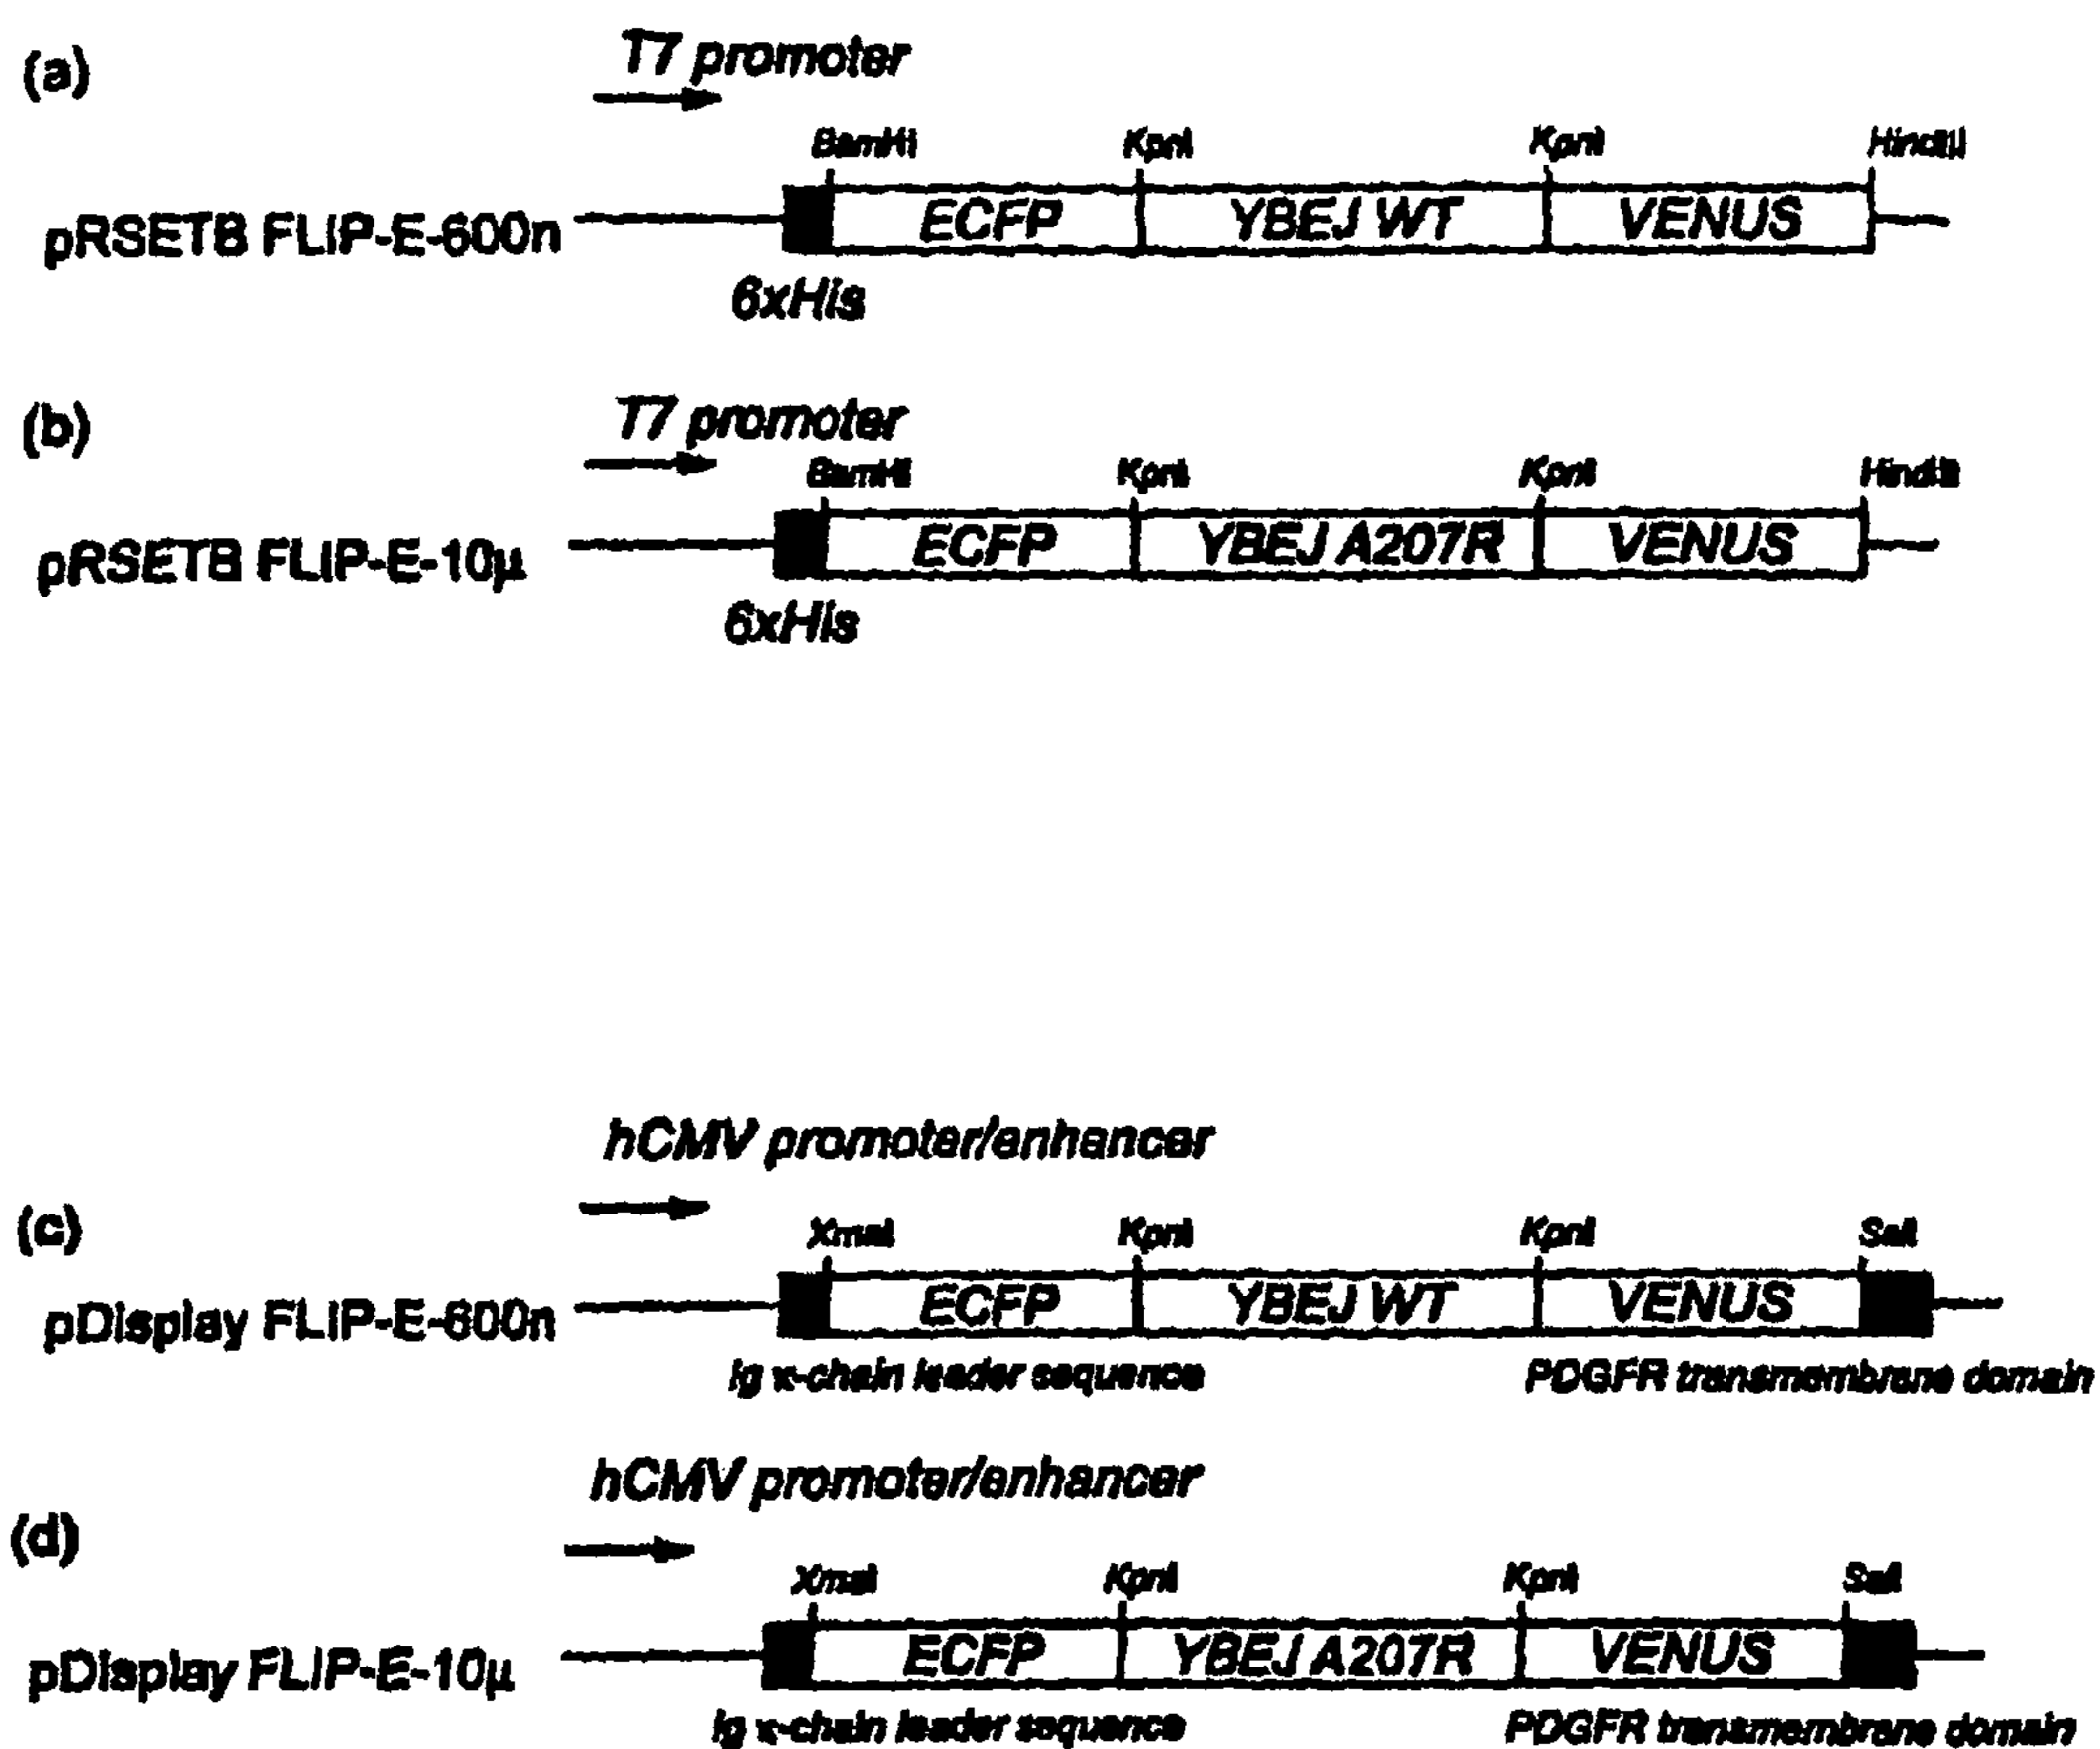 (a)
T7 promoter
BamHI KpnI KpnI HindIII
pRSETB FLIP-E-600n ECFP YBEJ WT VENUS
6xHis
(b)
T7 promoter
BamHI KpnI KpnI HindIII
pRSETB FLIP-E-10µ ECFP YBEJ A207R VENUS
6xHis
hCMV promoter/enhancer
(c)
XmaI KpnI KpnI SalI
pDisplay FLIP-E-600n ECFP YBEJ WT VENUS
Ig κ-chain leader sequence PDGFR transmembrane domain
hCMV promoter/enhancer
(d)
XmaI KpnI KpnI SalI
pDisplay FLIP-E-10µ ECFP YBEJ A207R VENUS
Ig κ-chain leader sequence PDGFR transmembrane domain